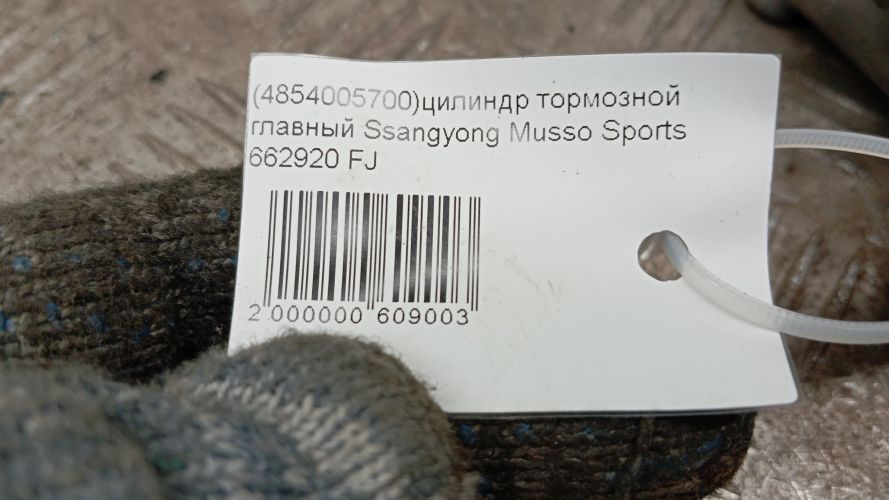 (4854005700)цилиндр тормозной
главный Ssangyong Musso Sports
662920 FJ
2 000000 609003